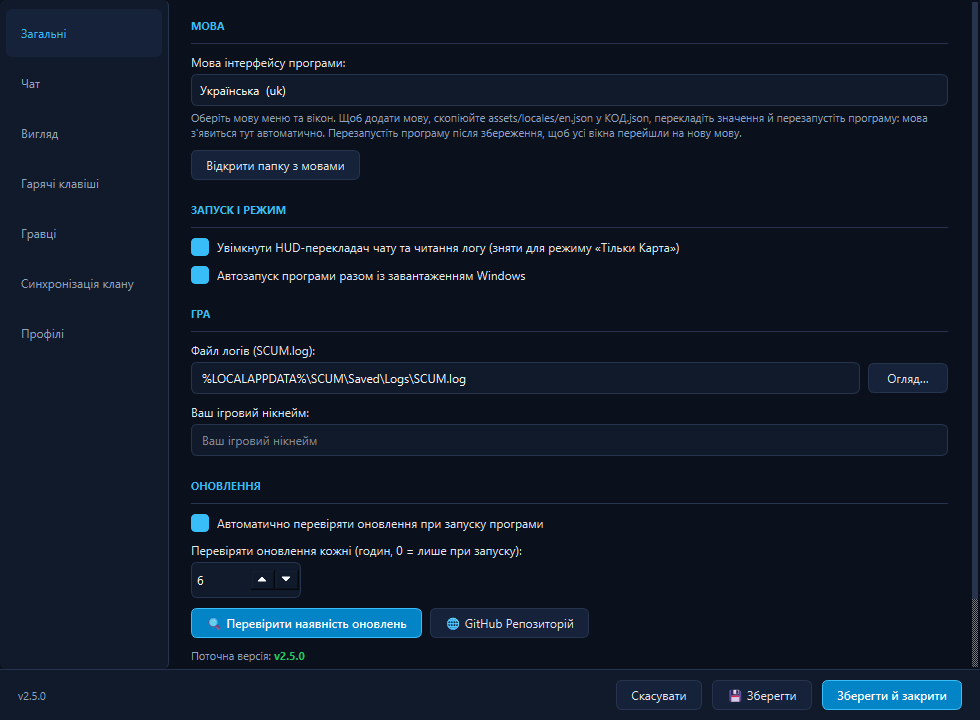 Загальні
Чат
Вигляд
Гарячі клавіші
Гравці
Синхронізація клану
Профілі
МОВА
Мова інтерфейсу програми:
Українська (uk)
Оберіть мову меню та вікон. Щоб додати мову, скопіюйте assets/locales/en.json у КОД.json, перекладіть значення й перезапустіть програму: мова
з'явиться тут автоматично. Перезапустіть програму після збереження, щоб усі вікна перейшли на нову мову.
Відкрити папку з мовами
ЗАПУСК І РЕЖИМ
Увімкнути HUD-перекладач чату та читання логу (зняти для режиму «Тільки Карта»)
Автозапуск програми разом із завантаженням Windows
ГРА
Файл логів (SCUM.log):
%LOCALAPPDATA%\SCUM\Saved\Logs\SCUM.log
Огляд...
Ваш ігровий нікнейм:
Ваш ігровий нікнейм
ОНОВЛЕННЯ
Автоматично перевіряти оновлення при запуску програми
Перевіряти оновлення кожні (годин, 0 = лише при запуску):
6
Перевірити наявність оновлень
GitHub Репозиторій
Поточна версія: v2.5.0
v2.5.0
Скасувати
Зберегти
Зберегти й закрити